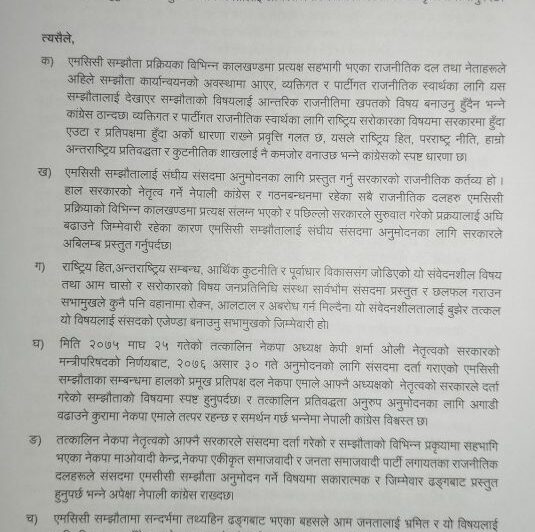 त्यसैले,
क) एमसिसी सम्झौता प्रक्रियका विभिन्न कालखण्डमा प्रत्यक्ष सहभागी भएका राजनीतिक दल तथा नेताहरूले
अहिले सम्झौता कार्यान्वयनको अवस्थामा आएर, व्यक्तिगत र पार्टीगत राजनीतिक स्वार्थका लागि यस
सम्झौतालाई देखाएर सम्झौताको विषयलाई आन्तरिक राजनीतिमा खपतको विषय बनाउनु हुँदैन भन्ने
कांग्रेस ठान्दछ। व्यक्तिगत र पार्टीगत राजनीतिक स्वार्थका लागि राष्ट्रिय सरोकारका विषयमा सरकारमा हुँदा
एउटा र प्रतिपक्षमा हुँदा अर्को धारणा राख्ने प्रवृत्ति गलत छ, यसले राष्ट्रिय हित, परराष्ट्र नीति, हाम्रो
अन्तराष्ट्रिय प्रतिवद्धता र कुटनीतिक शाखलाई नै कमजोर वनाउछ भन्ने कांग्रेसको स्पष्ट धारणा छ।
ख) एमसिसी सम्झौतालाई संघीय संसदमा अनुमोदनका लागि प्रस्तुत गर्नु सरकारको राजनीतिक कर्तव्य हो ।
हाल सरकारको नेतृत्व गर्ने नेपाली कांग्रेस र गठनबन्धनमा रहेका सबै राजनीतिक दलहरु एमसिसी
प्रक्रियाको विभिन्न कालखण्डमा प्रत्यक्ष संलग्न भएको र पछिल्लो सरकारले सुरुवात गरेको प्रक्रयालाई अघि
बढाउने जिम्मेवारी रहेका कारण एमसिसी सम्झौतालाई संघीय संसदमा अनुमोदनका लागि सरकारले
अबिलम्ब प्रस्तुत गर्नुपर्दछ।
ग) राष्ट्रिय हित,अन्तराष्ट्रिय सम्बन्ध, आर्थिक कुटनीति र पूर्वाधार विकाससंग जोडिएको यो संवेदनशील विषय
तथा आम चासो र सरोकारको विषय जनप्रतिनिधि संस्था सार्वभौम संसदमा प्रस्तुत र छलफल गराउन
सभामुखले कुनै पनि वहानामा रोक्न, आलटाल र अबरोध गर्न मिल्दैन। यो संवेदनशीलतालाई बुझेर तत्कल
यो विषयलाई संसदको एजेण्डा बनाउनु सभामुखको जिम्मेवारी हो।
घ) मिति २०७५ माघ २५ गतेको तत्कालिन नेकपा अध्यक्ष केपी शर्मा ओली नेतृत्वको सरकारको
मन्त्रीपरिषदको निर्णयबाट, २०७६ असार ३० गते अनुमोदनको लागि संसदमा दर्ता गराएको एमसिसी
सम्झौताका सम्बन्धमा हालको प्रमूख प्रतिपक्ष दल नेकपा एमाले आफ्नै अध्यक्षको नेतृत्वको सरकारले दर्ता
गरेको सम्झौताको विषयमा स्पष्ट हुनुपर्दछ। र तत्कालिन प्रतिवद्धता अनुरुप अनुमोदनका लागि अगाडी
वढाउने कुरामा नेकपा एमाले तत्पर रहन्छ र समर्थन गर्छ भन्नेमा नेपाली कांग्रेस विश्वस्त छ।
ङ) तत्कालिन नेकपा नेतृत्वको आफ्नै सरकारले संसदमा दर्ता गरेको र सम्झौताको विभिन्न प्रकृयामा सहभागि
भएका नेकपा माओवादी केन्द्र,नेकपा एकीकृत समाजवादी र जनता समाजवादी पार्टी लगायतका राजनीतिक
दलहरूले संसदमा एमसीसी सम्झौता अनुमोदन गर्ने विषयमा सकारात्मक र जिम्मेवार ढङ्गबाट प्रस्तुत
हुनुपर्छ भन्ने अपेक्षा नेपाली कांग्रेस राख्दछ।
च) एमसिसी सम्झौतामा सन्दर्भमा तथ्यहिन ढङ्गबाट भएका बहसले आम जनतालाई भ्रमित र यो विषयलाई